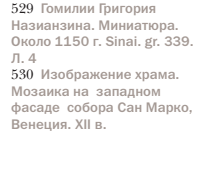 529 Гомилии Григория
Назианзина. Миниатюра.
Около 1150 г. Sinai. gr. 339.
Л. 4
530 Изображение храма.
Мозаика на западном
фасаде собора Сан Марко,
Венеция. XII в.